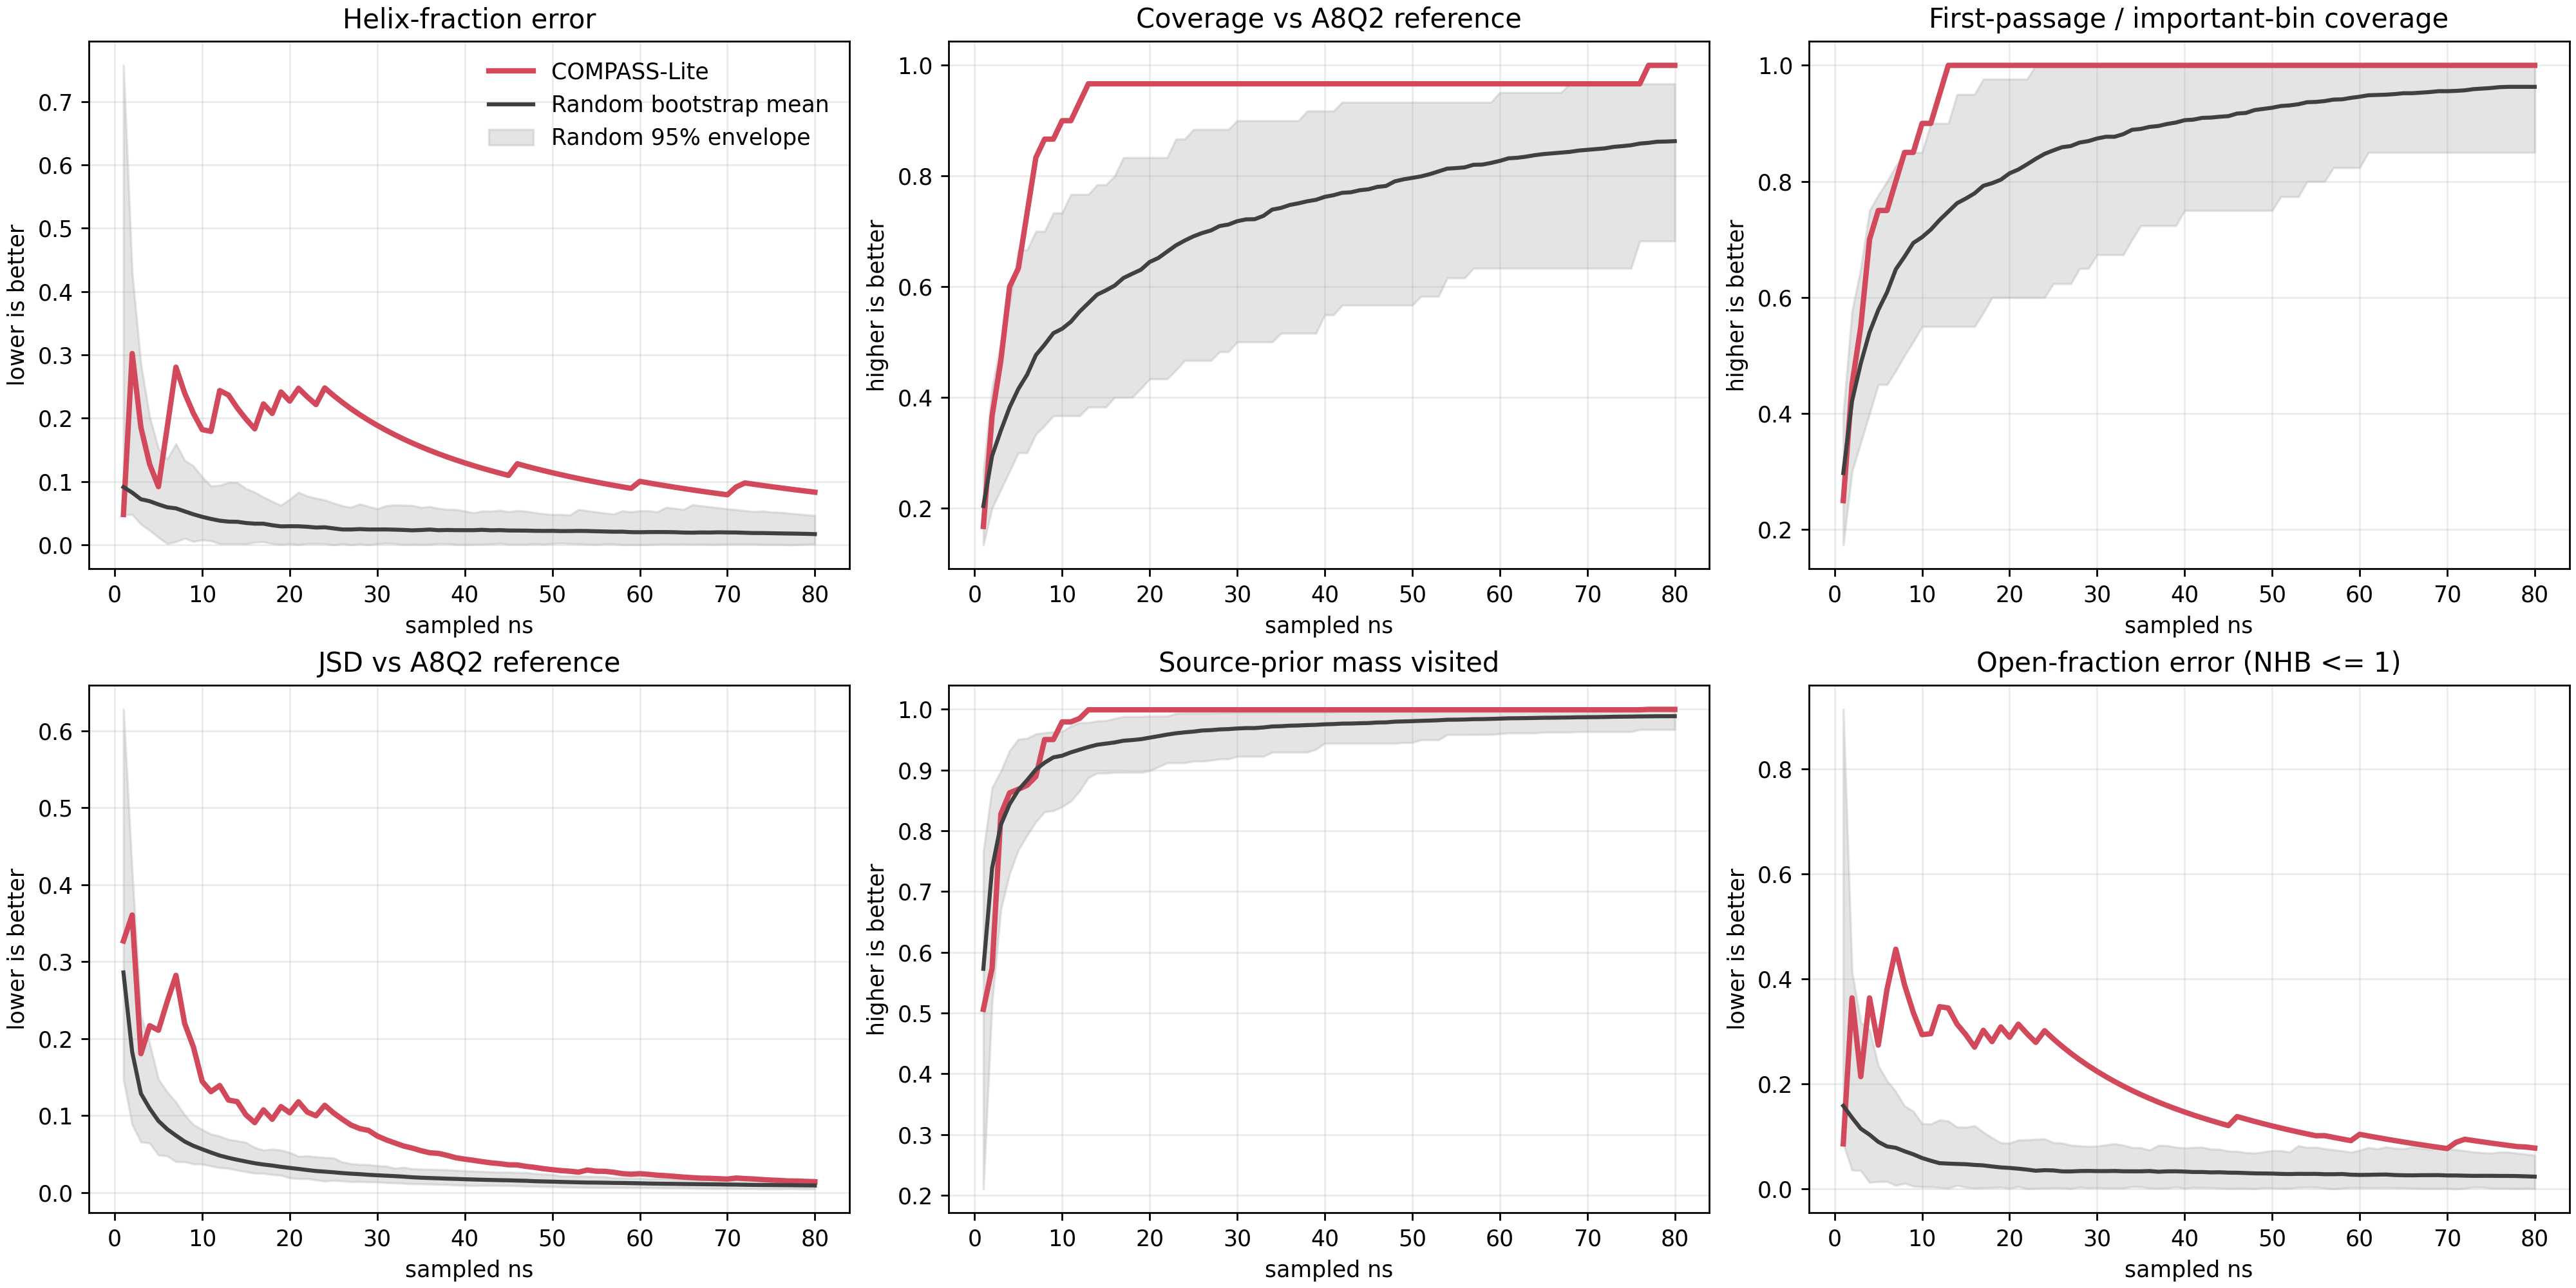 Helix-fraction error
lower is better
0.7
0.6
0.5
0.4
0.3
0.2
0.1
0.0
COMPASS-Lite
Random bootstrap mean
Random 95% envelope
0 10 20 30 40 50 60 70 80
sampled ns
Coverage vs A8Q2 reference
higher is better
1.0
0.8
0.6
0.4
0.2
0 10 20 30 40 50 60 70 80
sampled ns
First-passage / important-bin coverage
higher is better
1.0
0.8
0.6
0.4
0.2
0 10 20 30 40 50 60 70 80
sampled ns
JSD vs A8Q2 reference
lower is better
0.6
0.5
0.4
0.3
0.2
0.1
0.0
0 10 20 30 40 50 60 70 80
sampled ns
Source-prior mass visited
higher is better
1.0
0.9
0.8
0.7
0.6
0.5
0.4
0.3
0.2
0 10 20 30 40 50 60 70 80
sampled ns
Open-fraction error (NHB <= 1)
lower is better
0.8
0.6
0.4
0.2
0.0
0 10 20 30 40 50 60 70 80
sampled ns